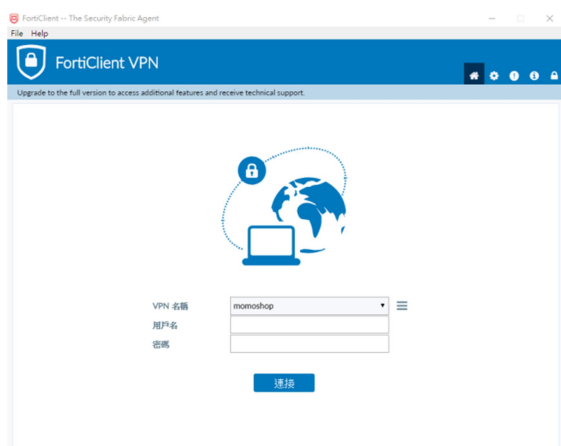 FortiClient -- The Security Fabric Agent
File Help
FortiClient VPN
Upgrade to the full version to access additional features and receive technical support.
VPN 名稱 momoshop
用戶名
密碼
連接